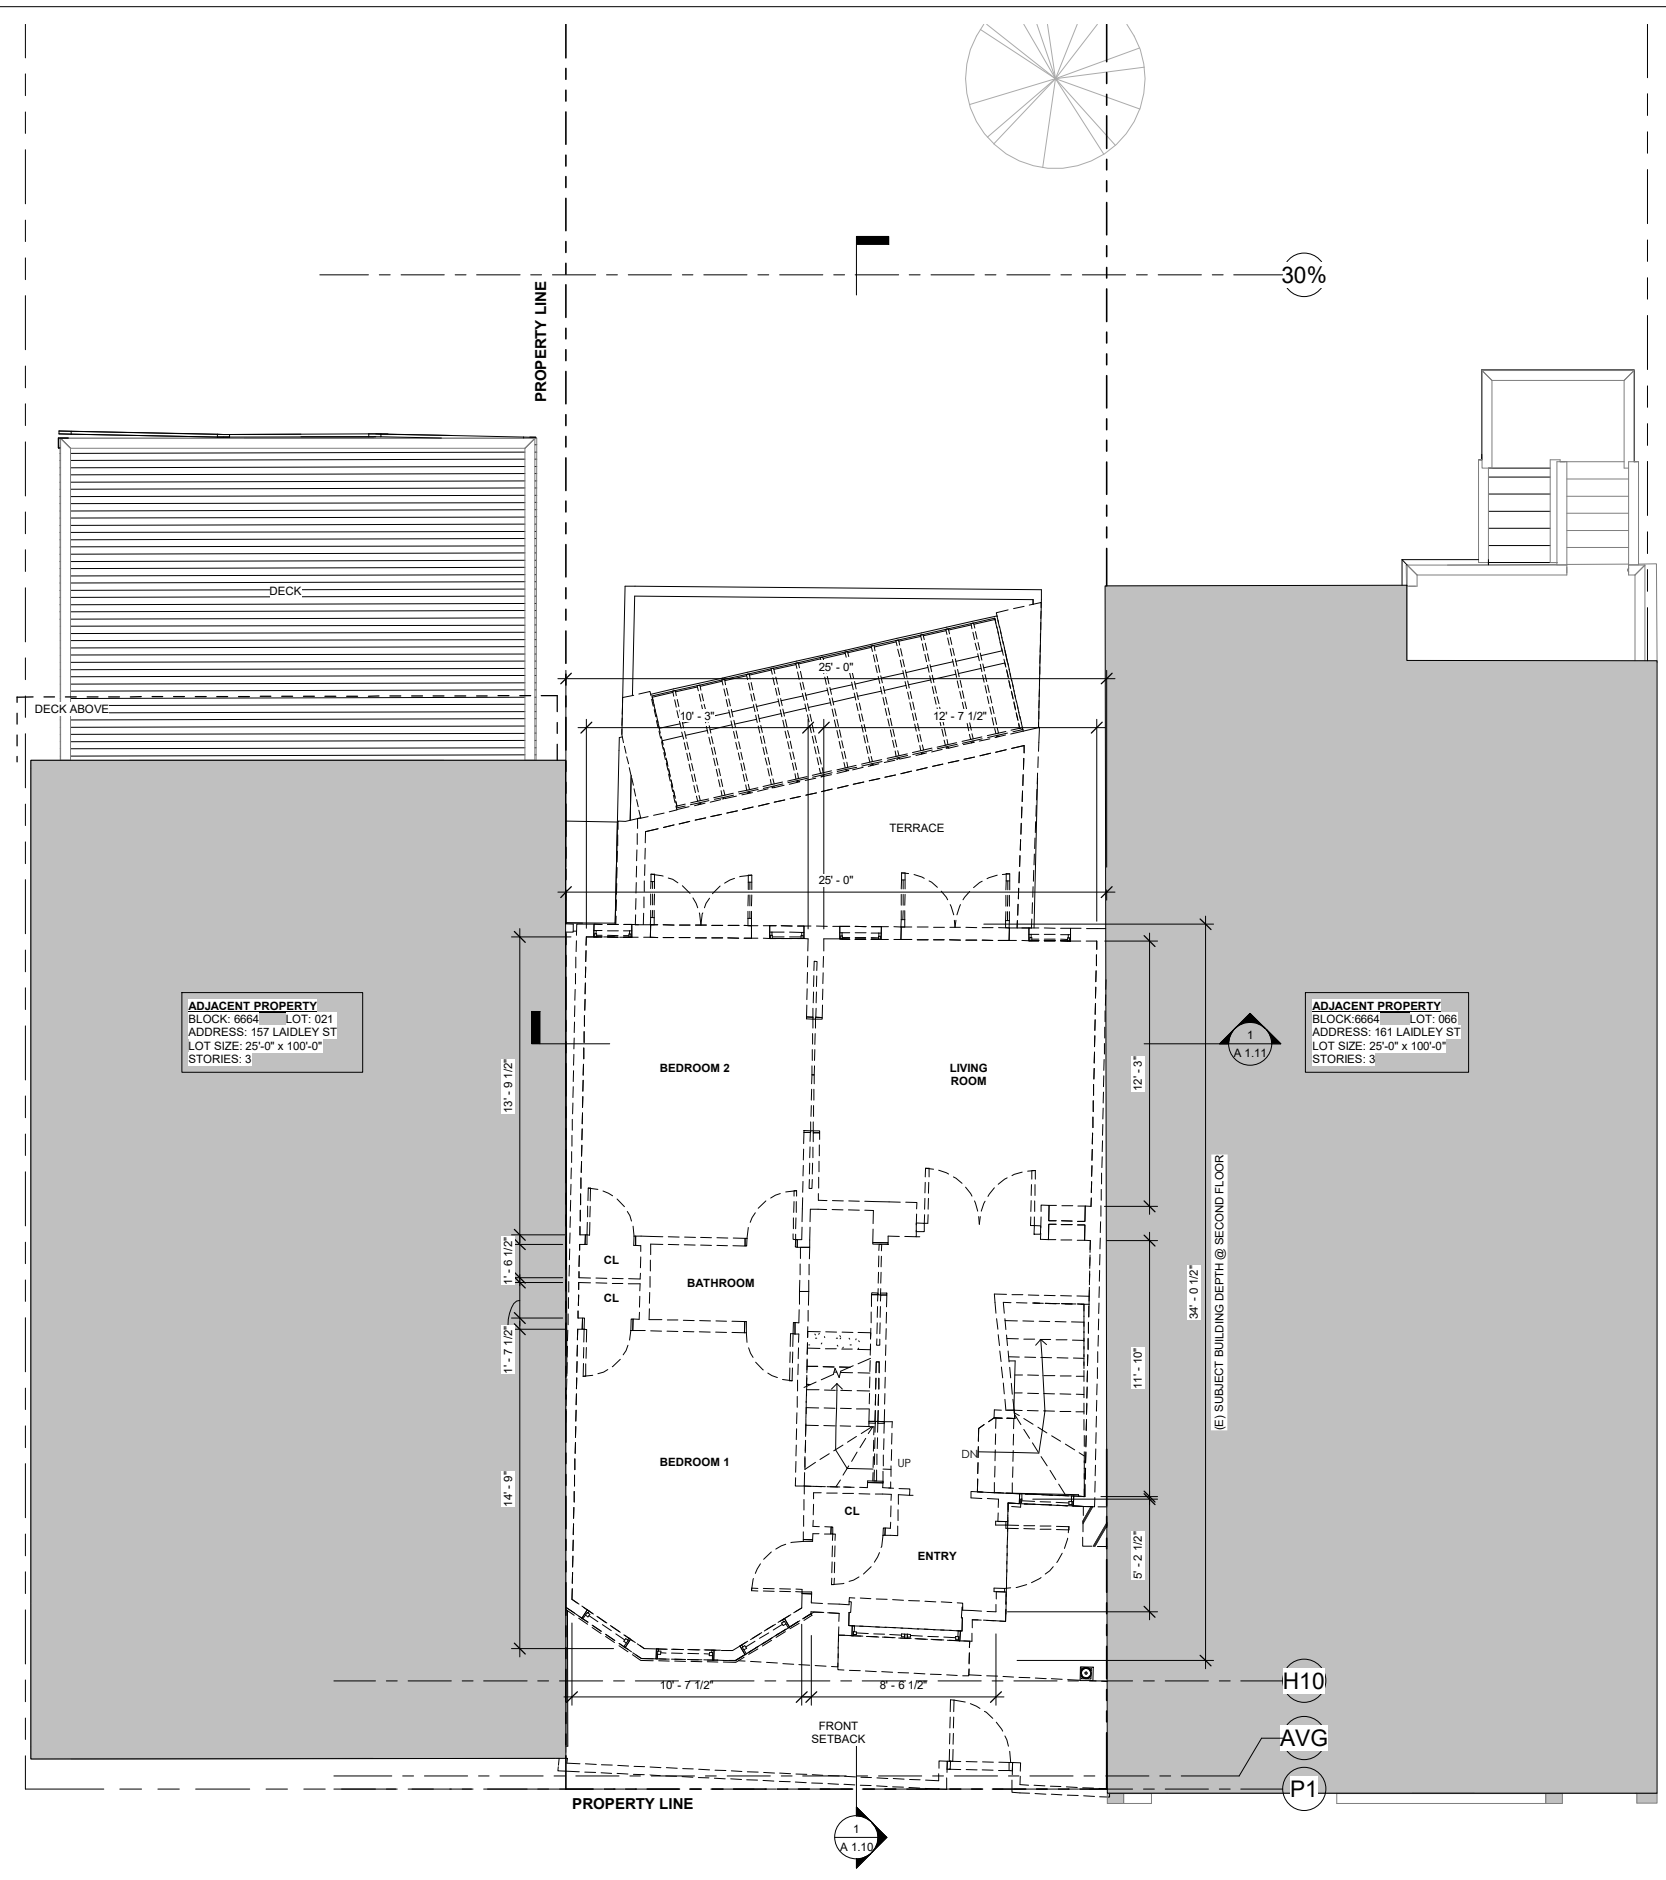 30%
PROPERTY LINE
DECK
DECK ABOVE
25' - 0"
10' - 3"
12' - 7 1/2"
TERRACE
25' - 0"
ADJACENT PROPERTY
BLOCK: 6664 LOT: 021
ADDRESS: 157 LAIDLEY ST
LOT SIZE: 25'-0" x 100'-0"
STORIES: 3
ADJACENT PROPERTY
BLOCK:6664 LOT: 066
ADDRESS: 161 LAIDLEY ST
LOT SIZE: 25'-0" x 100'-0"
STORIES: 3
1
A 1.11
13' - 9 1/2"
BEDROOM 2
LIVING
ROOM
12' - 3"
1' - 6 1/2"
CL
CL
BATHROOM
1' - 7 1/2"
34' - 0 1/2"
(E) SUBJECT BUILDING DEPTH @ SECOND FLOOR
11' - 10"
14' - 9"
BEDROOM 1
UP
DN
CL
ENTRY
5' - 2 1/2"
10' - 7 1/2"
8' - 6 1/2"
H10
FRONT
SETBACK
AVG
P1
PROPERTY LINE
1
A 1.10